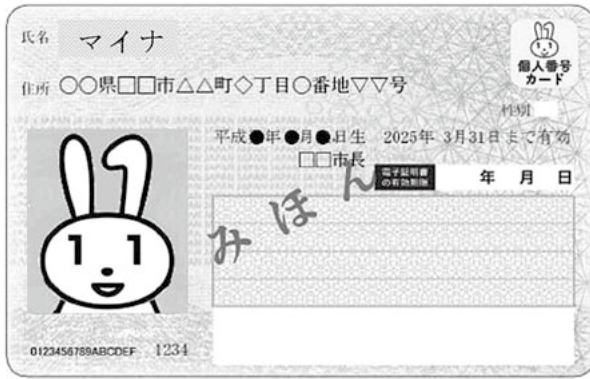 氏名 マイナ
個人番号
カード
住所 〇〇県□□市△△町◇丁目〇番地▽▽号
性別
平成●年●月●日生 2025年 3月31日まで有効
□□市長
電子証明書
の有効期限 年 月 日
みほん
0123456789ABCDEF 1234